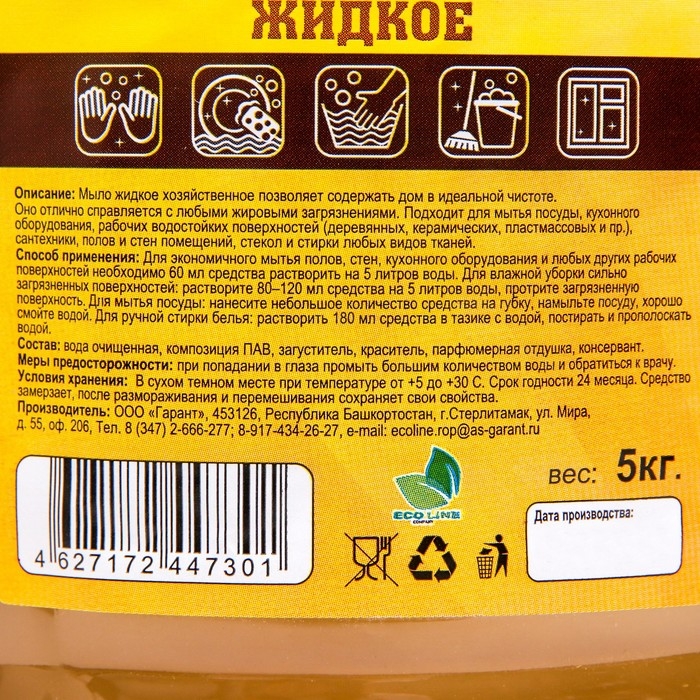 ЖИДКОЕ
Описание: Мыло жидкое хозяйственное позволяет содержать дом в идеальной чистоте.
Оно отлично справляется с любыми жировыми загрязнениями. Подходит для мытья посуды, кухонного
оборудования, рабочих водостойких поверхностей (деревянных, керамических, пластмассовых и пр.),
сантехники, полов и стен помещений, стекол и стирки любых видов тканей.
Способ применения: Для экономичного мытья полов, стен, кухонного оборудования и любых других рабочих
поверхностей необходимо 60 мл средства растворить на 5 литров воды. Для влажной уборки сильно
загрязненных поверхностей: растворите 80–120 мл средства на 5 литров воды, протрите загрязненную
поверхность. Для мытья посуды: нанесите небольшое количество средства на губку, намыльте посуду, хорошо
смойте водой. Для ручной стирки белья: растворить 180 мл средства в тазике с водой, постирать и прополоскать
водой.
Состав: вода очищенная, композиция ПАВ, загуститель, краситель, парфюмерная отдушка, консервант.
Меры предосторожности: при попадании в глаза промыть большим количеством воды и обратиться к врачу.
Условия хранения: В сухом темном месте при температуре от +5 до +30 С. Срок годности 24 месяца. Средство
замерзает, после размораживания и перемешивания сохраняет свои свойства.
Производитель: ООО «Гарант», 453126, Республика Башкортостан, г.Стерлитамак, ул. Мира,
д. 55, оф. 206, Тел. 8 (347) 2-666-277; 8-917-434-26-27, e-mail: ecoline.rop@as-garant.ru
ECO LINE
вес: 5кг.
Дата производства:
4 627172 447301